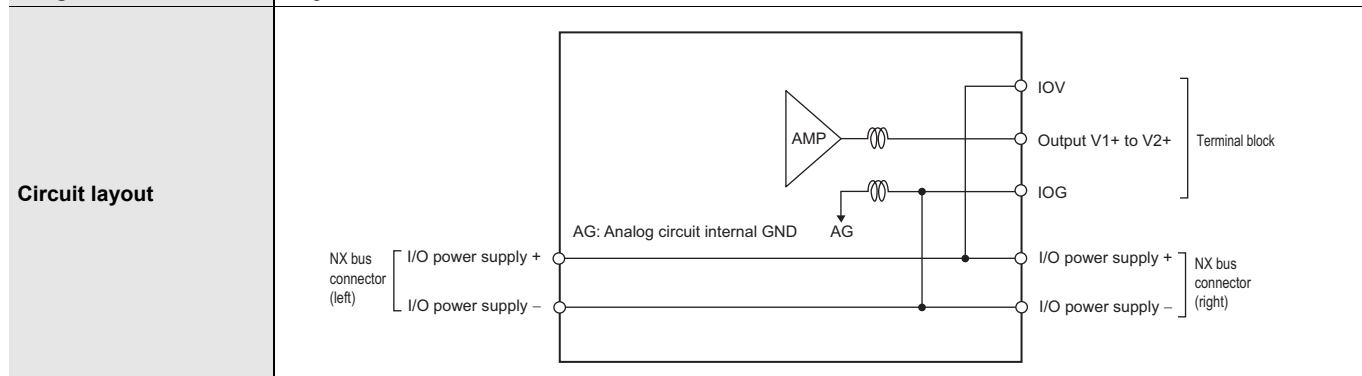 Circuit layout
IOV
AMP
Output V1+ to V2+
Terminal block
IOG
AG: Analog circuit internal GND
AG
NX bus
connector
(left)
I/O power supply +
I/O power supply −
I/O power supply +
I/O power supply −
NX bus
connector
(right)